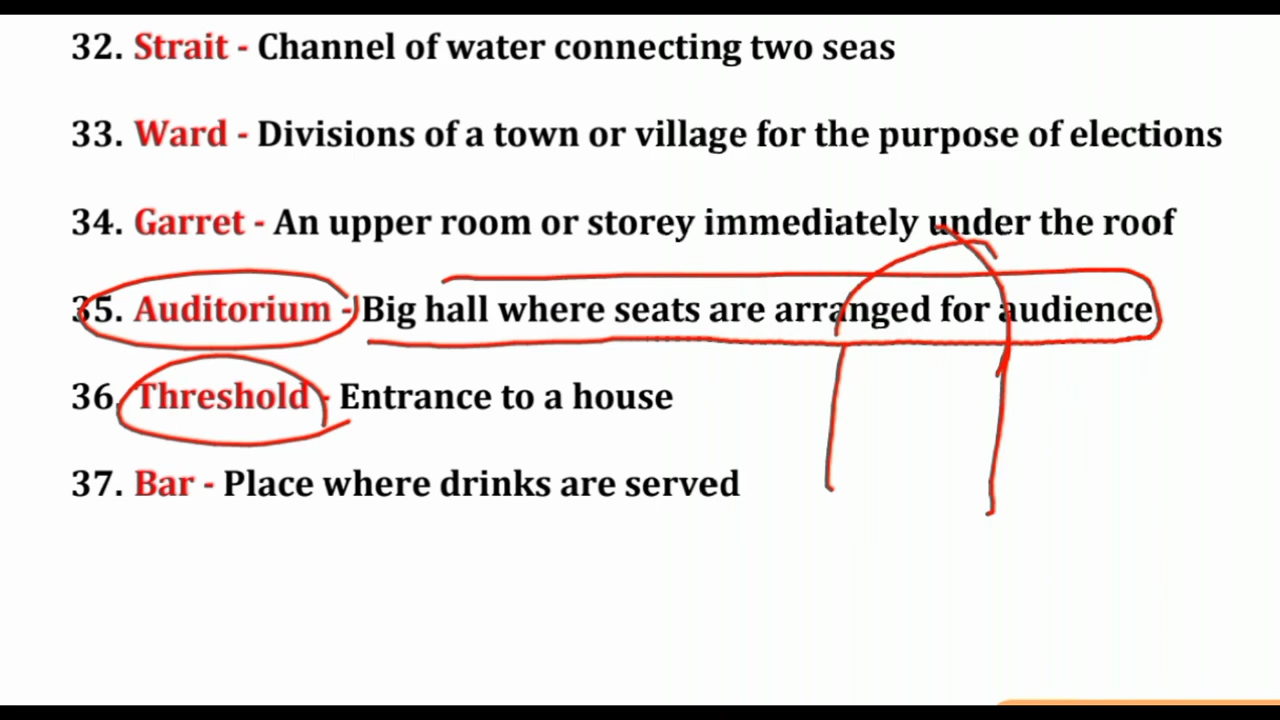 32. Strait - Channel of water connecting two seas
33. Ward - Divisions of a town or village for the purpose of elections
34. Garret - An upper room or storey immediately under the roof
35. Auditorium - Big hall where seats are arranged for audience
36. Threshold - Entrance to a house
37. Bar - Place where drinks are served